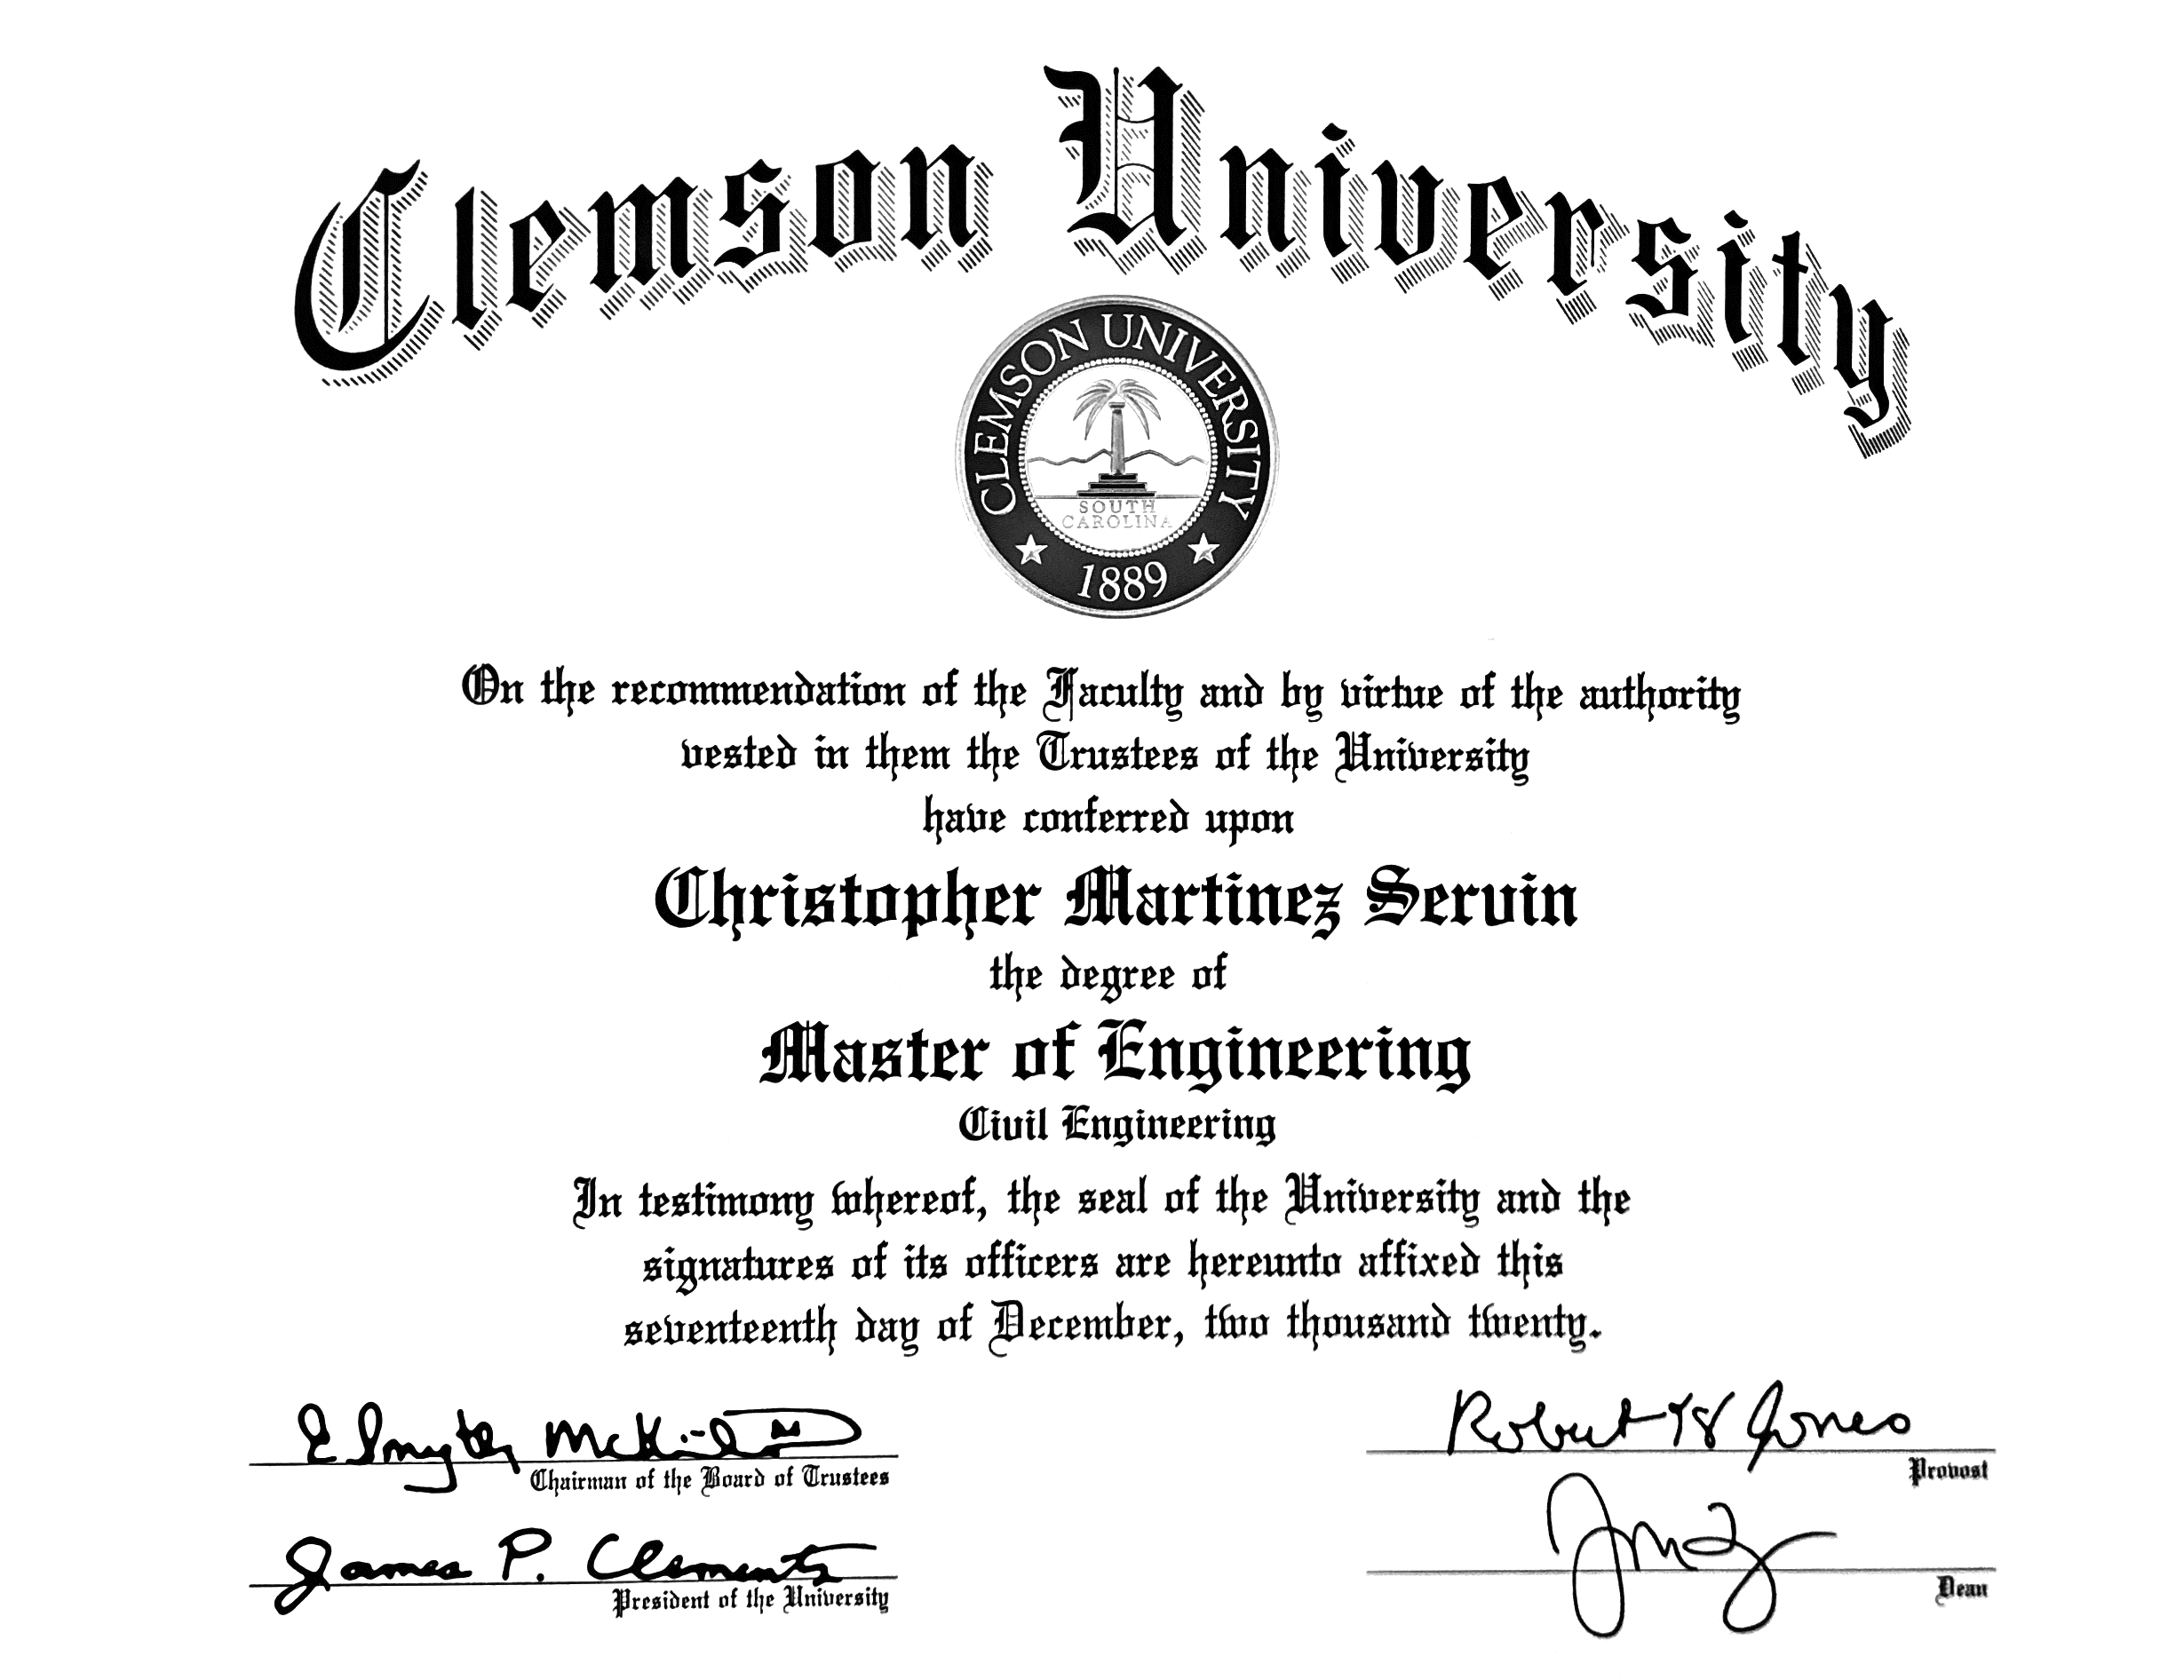 Clemson University
CLEMSON UNIVERSITY
SOUTH
CAROLINA
1889
On the recommendation of the Faculty and by virtue of the authority
vested in them the Trustees of the University
have conferred upon
Christopher Martinez Servin
the degree of
Master of Engineering
Civil Engineering
In testimony whereof, the seal of the University and the
signatures of its officers are hereunto affixed this
seventeenth day of December, two thousand twenty.
Robert H Jones
Chairman of the Board of Trustees
Provost
James P. Clements
President of the University
Dean